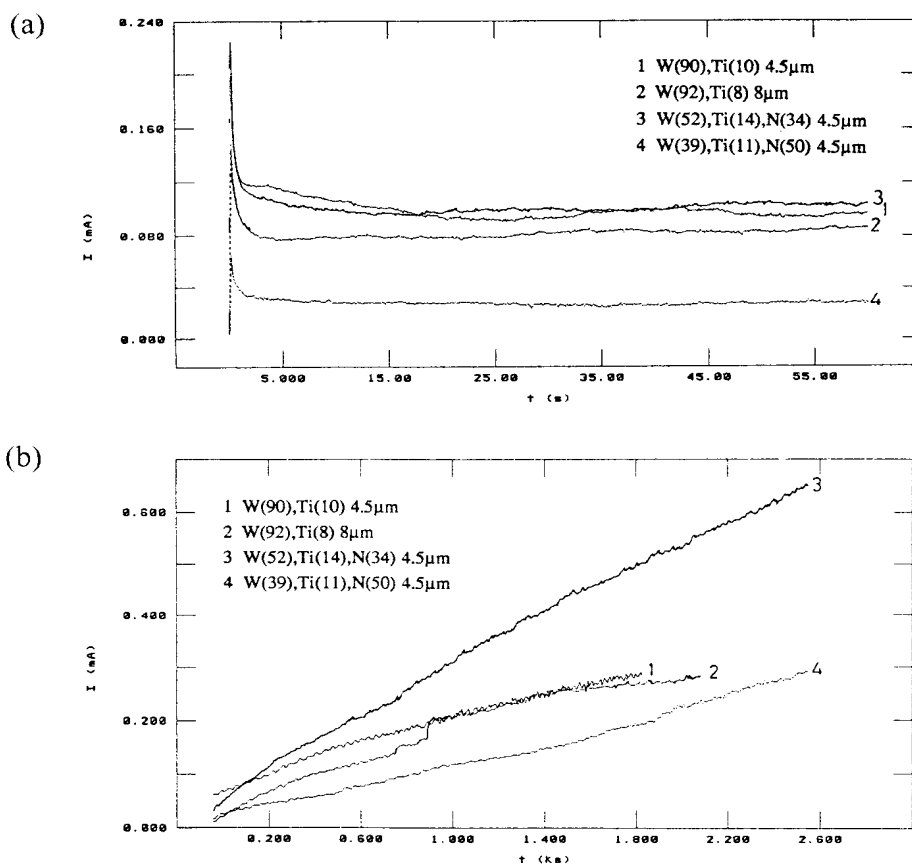 (a)
0.240
0.160
0.080
0.000
I (mA)
1 W(90),Ti(10) 4.5µm
2 W(92),Ti(8) 8µm
3 W(52),Ti(14),N(34) 4.5µm
4 W(39),Ti(11),N(50) 4.5µm
3
1
2
4
5.000 15.00 25.00 35.00 45.00 55.00
t (s)
(b)
0.600
0.400
0.200
0.000
I (mA)
1 W(90),Ti(10) 4.5µm
2 W(92),Ti(8) 8µm
3 W(52),Ti(14),N(34) 4.5µm
4 W(39),Ti(11),N(50) 4.5µm
3
1
2
4
0.200 0.600 1.000 1.400 1.800 2.200 2.600
t (Ks)